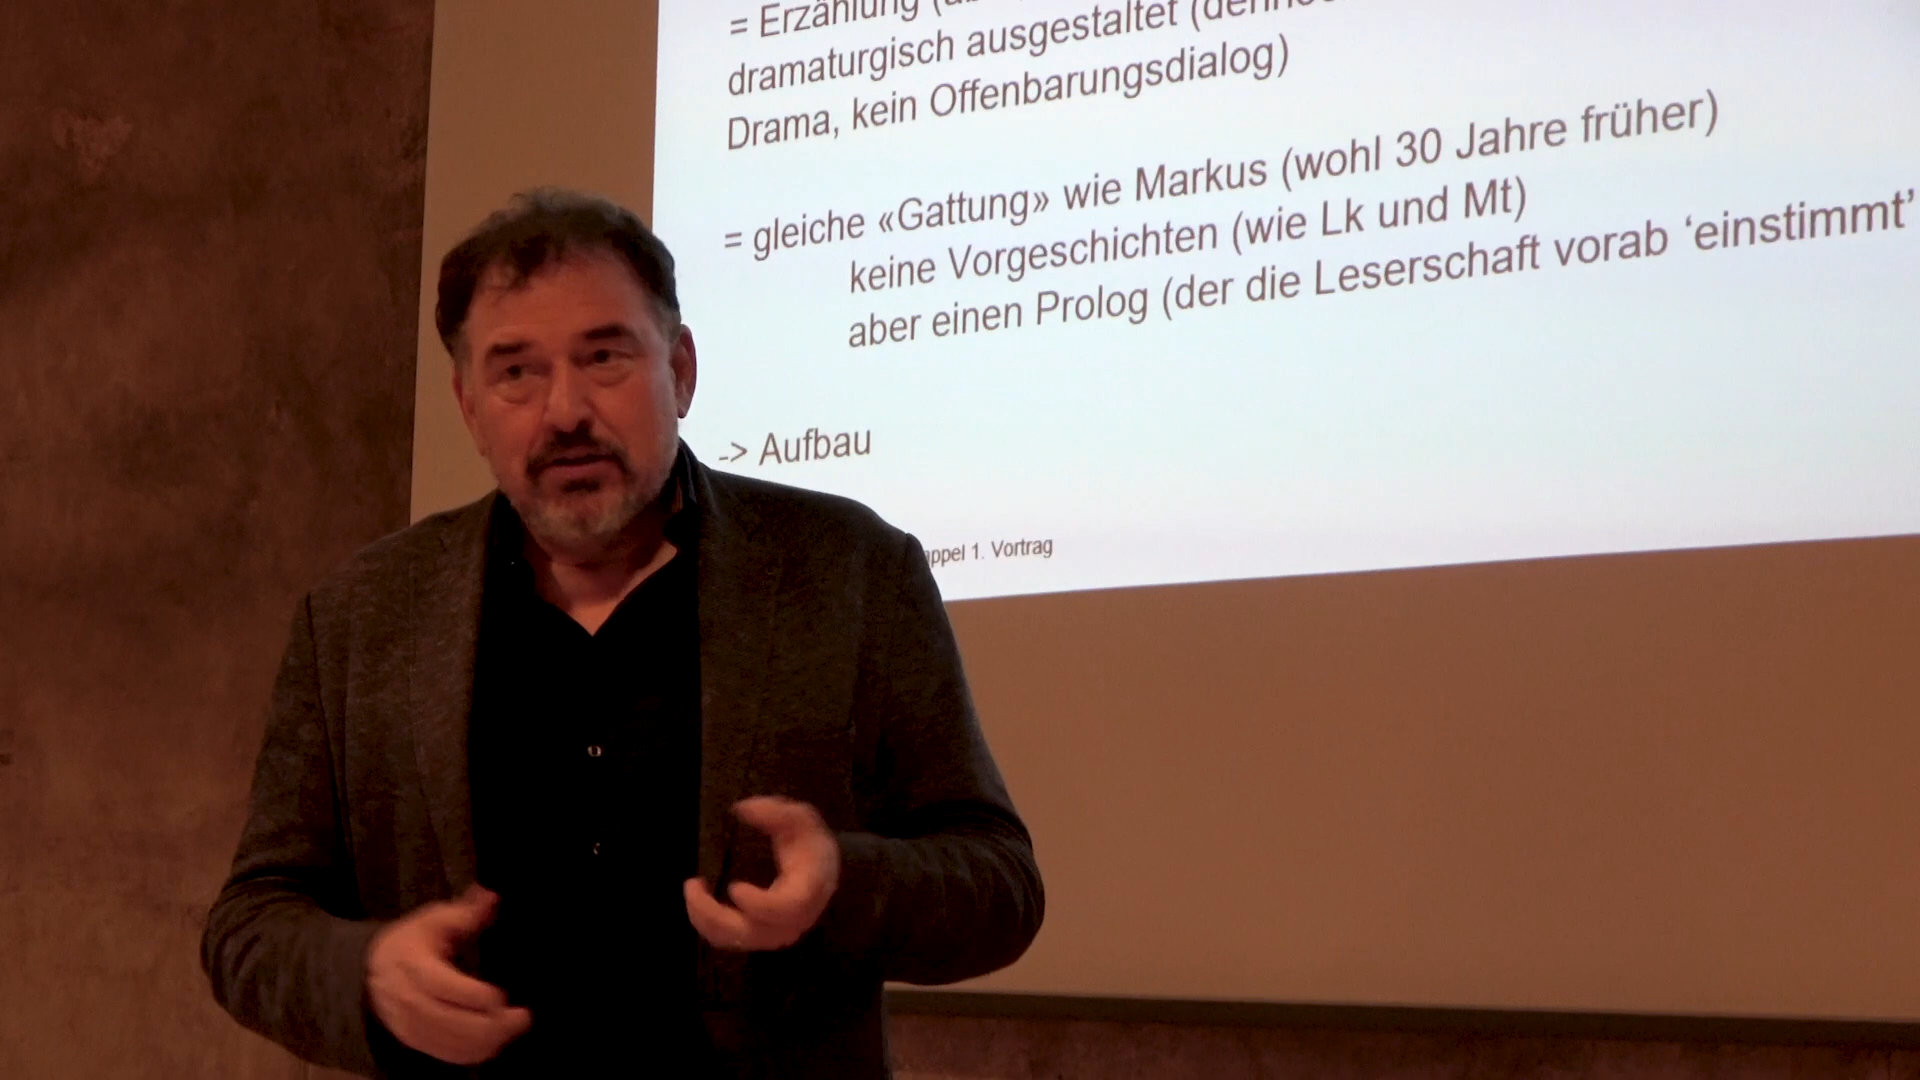 = Erzählung
dramaturgisch ausgestaltet
Drama, kein Offenbarungsdialog)
= gleiche «Gattung» wie Markus (wohl 30 Jahre früher)
keine Vorgeschichten (wie Lk und Mt)
aber einen Prolog (der die Leserschaft vorab ‘einstimmt’
-> Aufbau
ppel 1. Vortrag